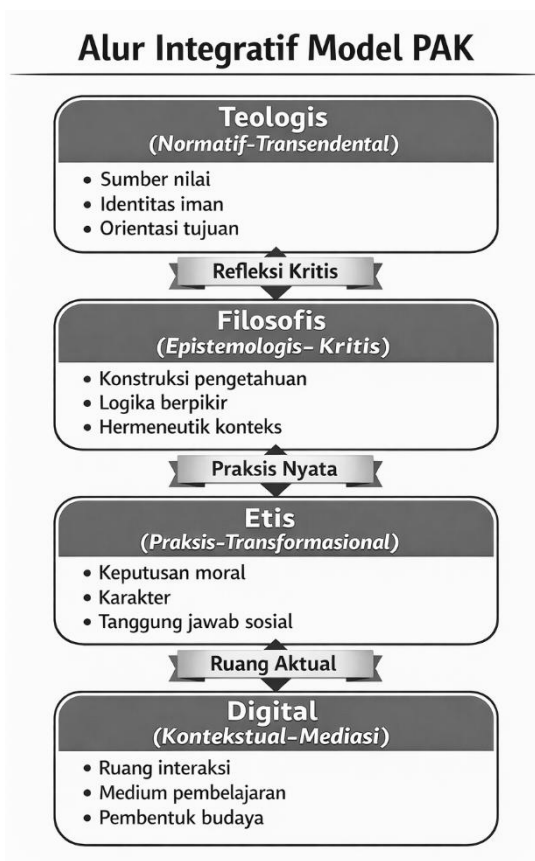 Alur Integratif Model PAK
Teologis
(Normatif-Transendental)
• Sumber nilai
• Identitas iman
• Orientasi tujuan
Refleksi Kritis
Filosofis
(Epistemologis– Kritis)
• Konstruksi pengetahuan
• Logika berpikir
• Hermeneutik konteks
Praksis Nyata
Etis
(Praksis-Transformasional)
• Keputusan moral
• Karakter
• Tanggung jawab sosial
Ruang Aktual
Digital
(Kontekstual–Mediasi)
• Ruang interaksi
• Medium pembelajaran
• Pembentuk budaya